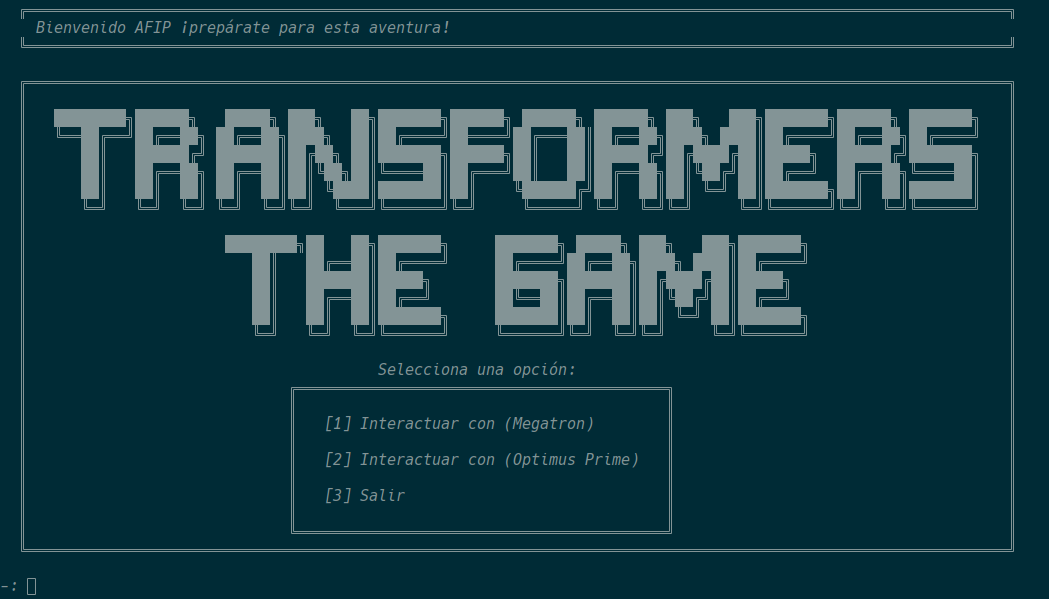 Bienvenido AFIP ¡prepárate para esta aventura!
TRANSFORMERS
THE GAME
Selecciona una opción:
[1] Interactuar con (Megatron)
[2] Interactuar con (Optimus Prime)
[3] Salir
-: